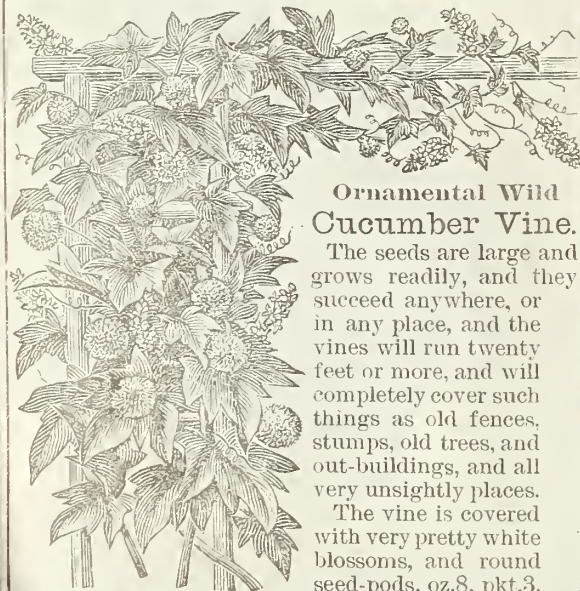 Ornamental Wild
Cucumber Vine.
The seeds are large and
grows readily, and they
succeed anywhere, or
in any place, and the
vines will run twenty
feet or more, and will
completely cover such
things as old fences,
stumps, old trees, and
out-buildings, and all
very unsightly places.
The vine is covered
with very pretty white
blossoms, and round
seed-pods. oz.8, pkt.3.